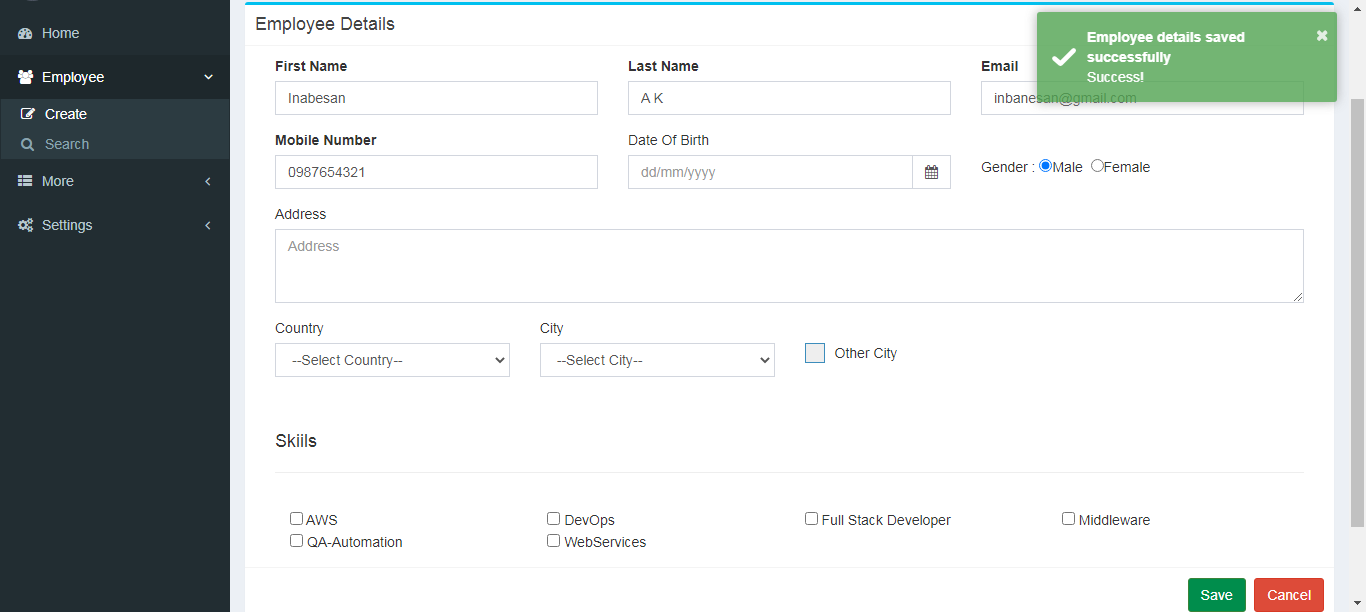 Home
Employee
Create
Search
More
Settings
Employee Details
Employee details saved
successfully
Success!
First Name
Last Name
Email
Inabesan
A K
inbanesan@gmail.com
Mobile Number
Date Of Birth
0987654321
dd/mm/yyyy
Gender : Male Female
Address
Address
Country
City
--Select Country--
--Select City--
Other City
Skiils
AWS
DevOps
Full Stack Developer
Middleware
QA-Automation
WebServices
Save
Cancel